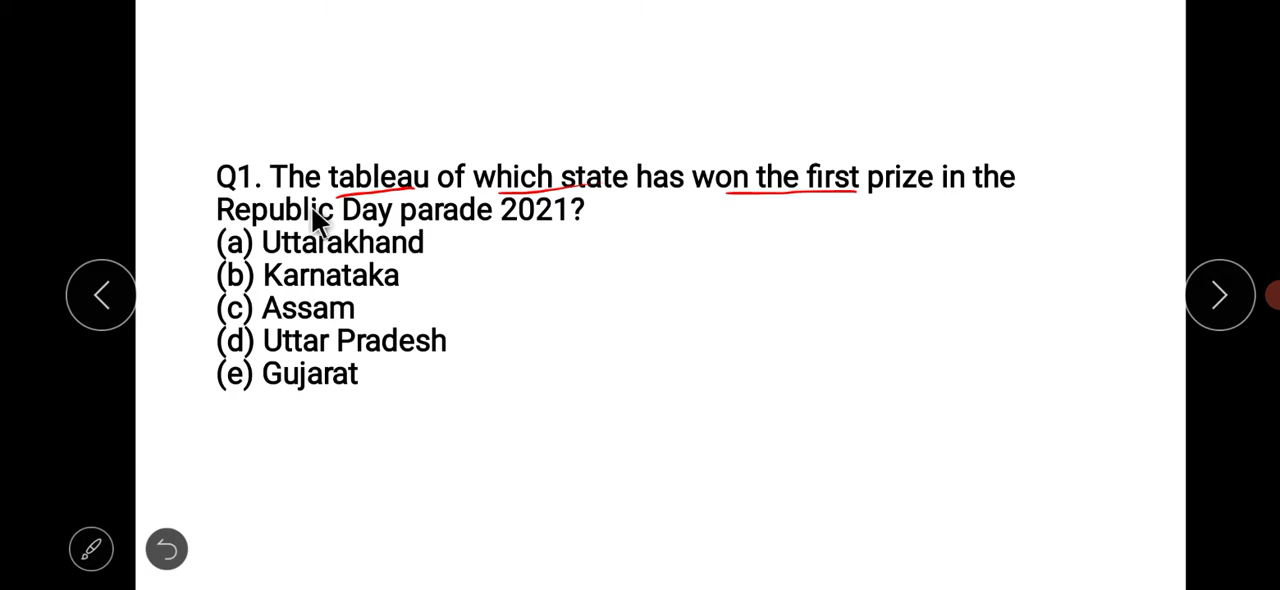 Q1. The tableau of which state has won the first prize in the
Republic Day parade 2021?
(a) Uttarakhand
(b) Karnataka
(c) Assam
(d) Uttar Pradesh
(e) Gujarat